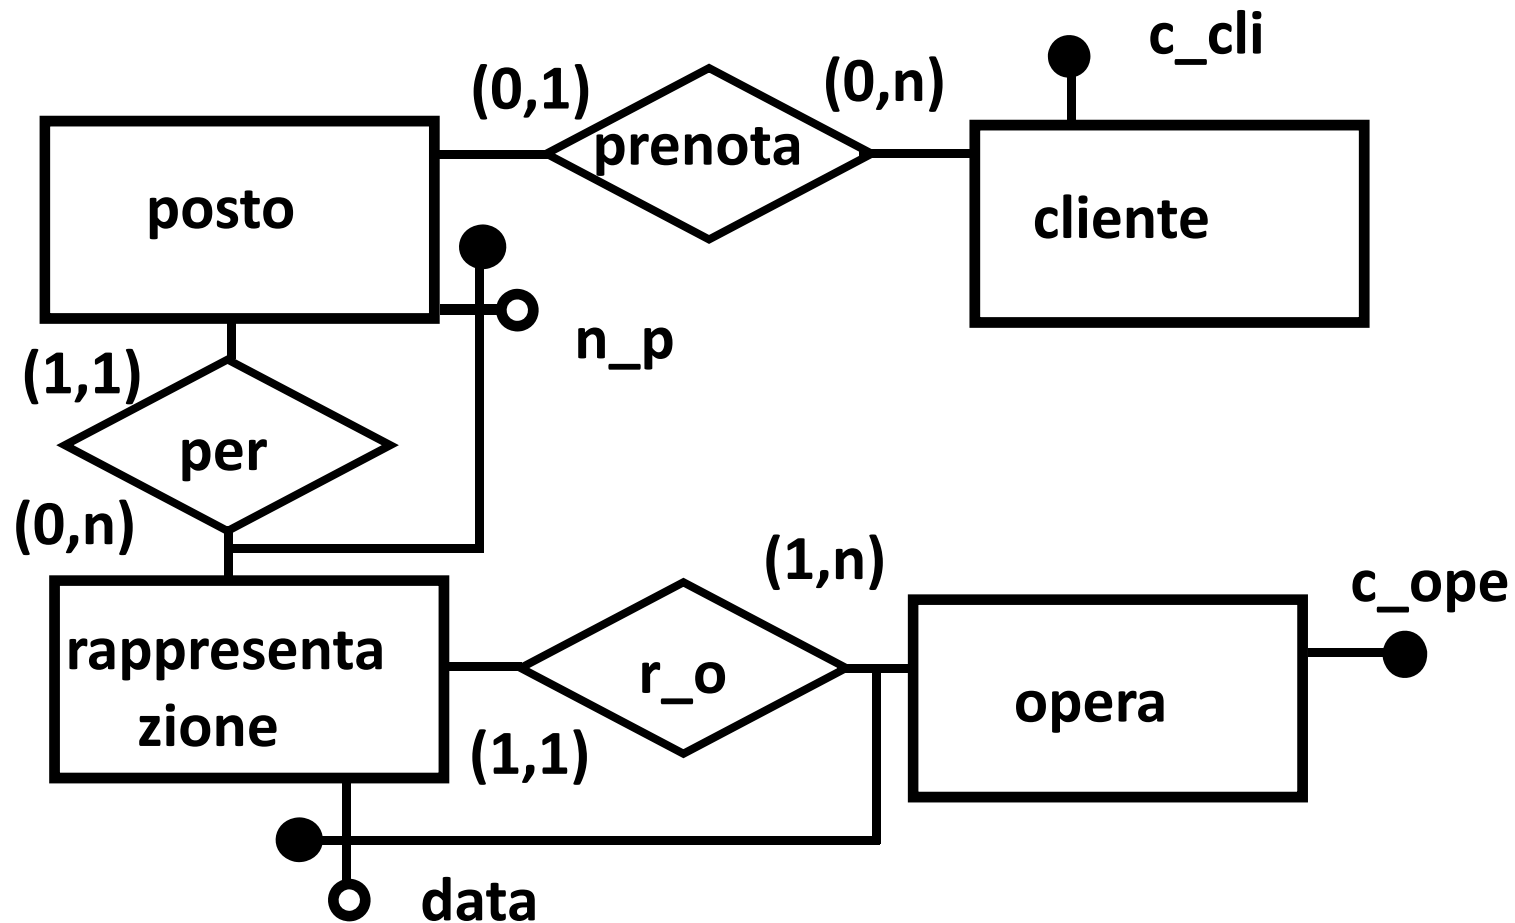 c_cli
(0,1)
(0,n)
prenota
posto
cliente
n_p
(1,1)
per
(0,n)
(1,n)
c_ope
rappresenta
zione
r_o
opera
(1,1)
data